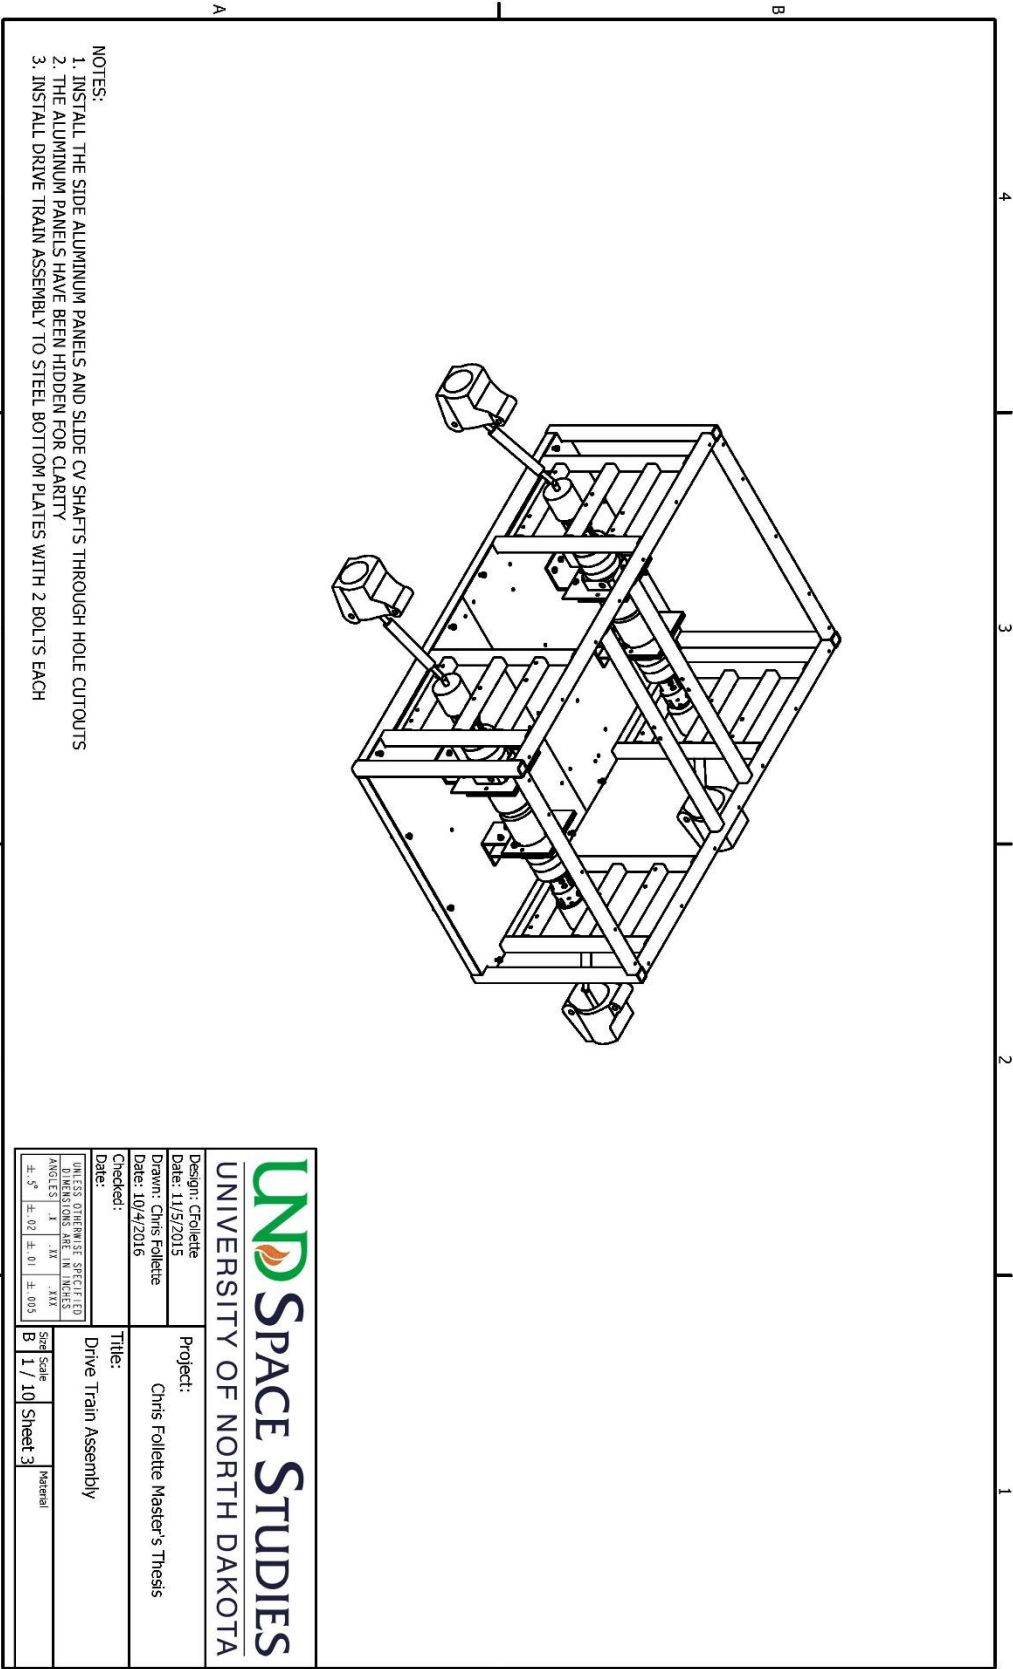 4
3
2
1
B
A
NOTES:
1. INSTALL THE SIDE ALUMINUM PANELS AND SLIDE CV SHAFTS THROUGH HOLE CUTOUTS
2. THE ALUMINUM PANELS HAVE BEEN HIDDEN FOR CLARITY
3. INSTALL DRIVE TRAIN ASSEMBLY TO STEEL BOTTOM PLATES WITH 2 BOLTS EACH
UND SPACE STUDIES
UNIVERSITY OF NORTH DAKOTA
Design: CFollette
Date: 11/5/2015
Drawn: Chris Follette
Date: 10/4/2016
Checked:
Date:
UNLESS OTHERWISE SPECIFIED
DIMENSIONS ARE IN INCHES
ANGLES .X .XX .XXX
±.5° ±.02 ±.01 ±.005
Project:
Chris Follette Master's Thesis
Title:
Drive Train Assembly
Size Scale Material
B 1 / 10 Sheet 3